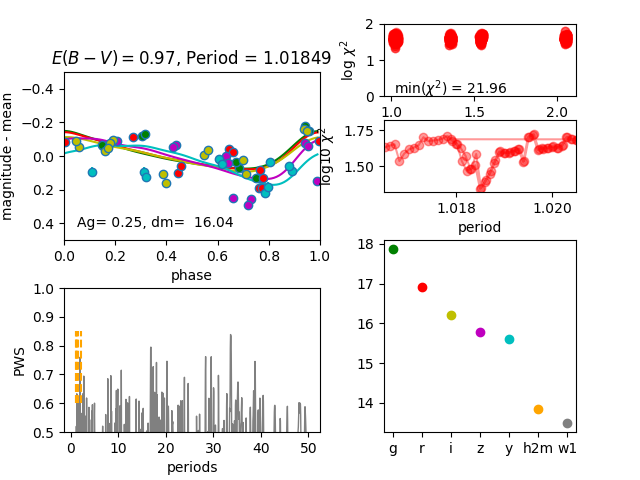 E(B − V) = 0.97, Period = 1.01849
magnitude - mean
−0.4
−0.2
0.0
0.2
0.4
Ag= 0.25, dm=  16.04
0.0 0.2 0.4 0.6 0.8 1.0
phase
log χ²
2
1
0
min(χ²) = 21.96
1.0 1.5 2.0
log10 χ²
1.75
1.50
1.018 1.020
period
PWS
1.0
0.9
0.8
0.7
0.6
0.5
0 10 20 30 40 50
periods
18
17
16
15
14
g r i z y h2m w1